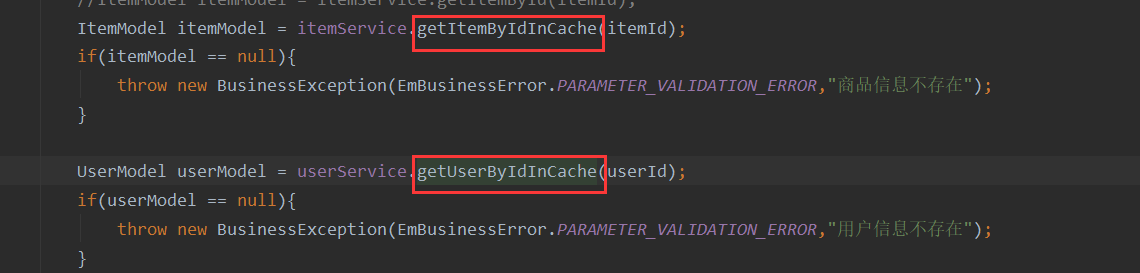 //ItemModel itemModel = itemService.getItemById(itemId);
ItemModel itemModel = itemService.getItemByIdInCache(itemId);
if(itemModel == null){
throw new BusinessException(EmBusinessError.PARAMETER_VALIDATION_ERROR,"商品信息不存在");
}
UserModel userModel = userService.getUserByIdInCache(userId);
if(userModel == null){
throw new BusinessException(EmBusinessError.PARAMETER_VALIDATION_ERROR,"用户信息不存在");
}